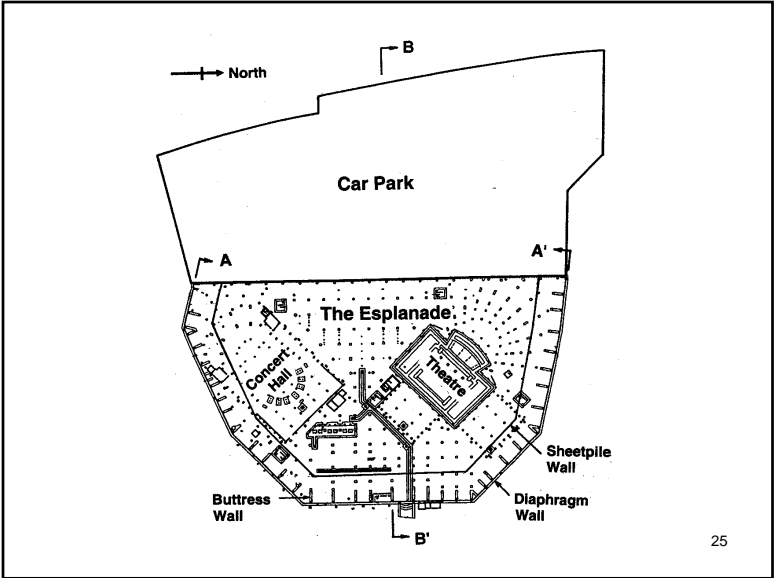 B
North
Car Park
A
A'
The Esplanade
Concert
Hall
Theatre
Sheetpile
Wall
Buttress
Wall
Diaphragm
Wall
B'
25